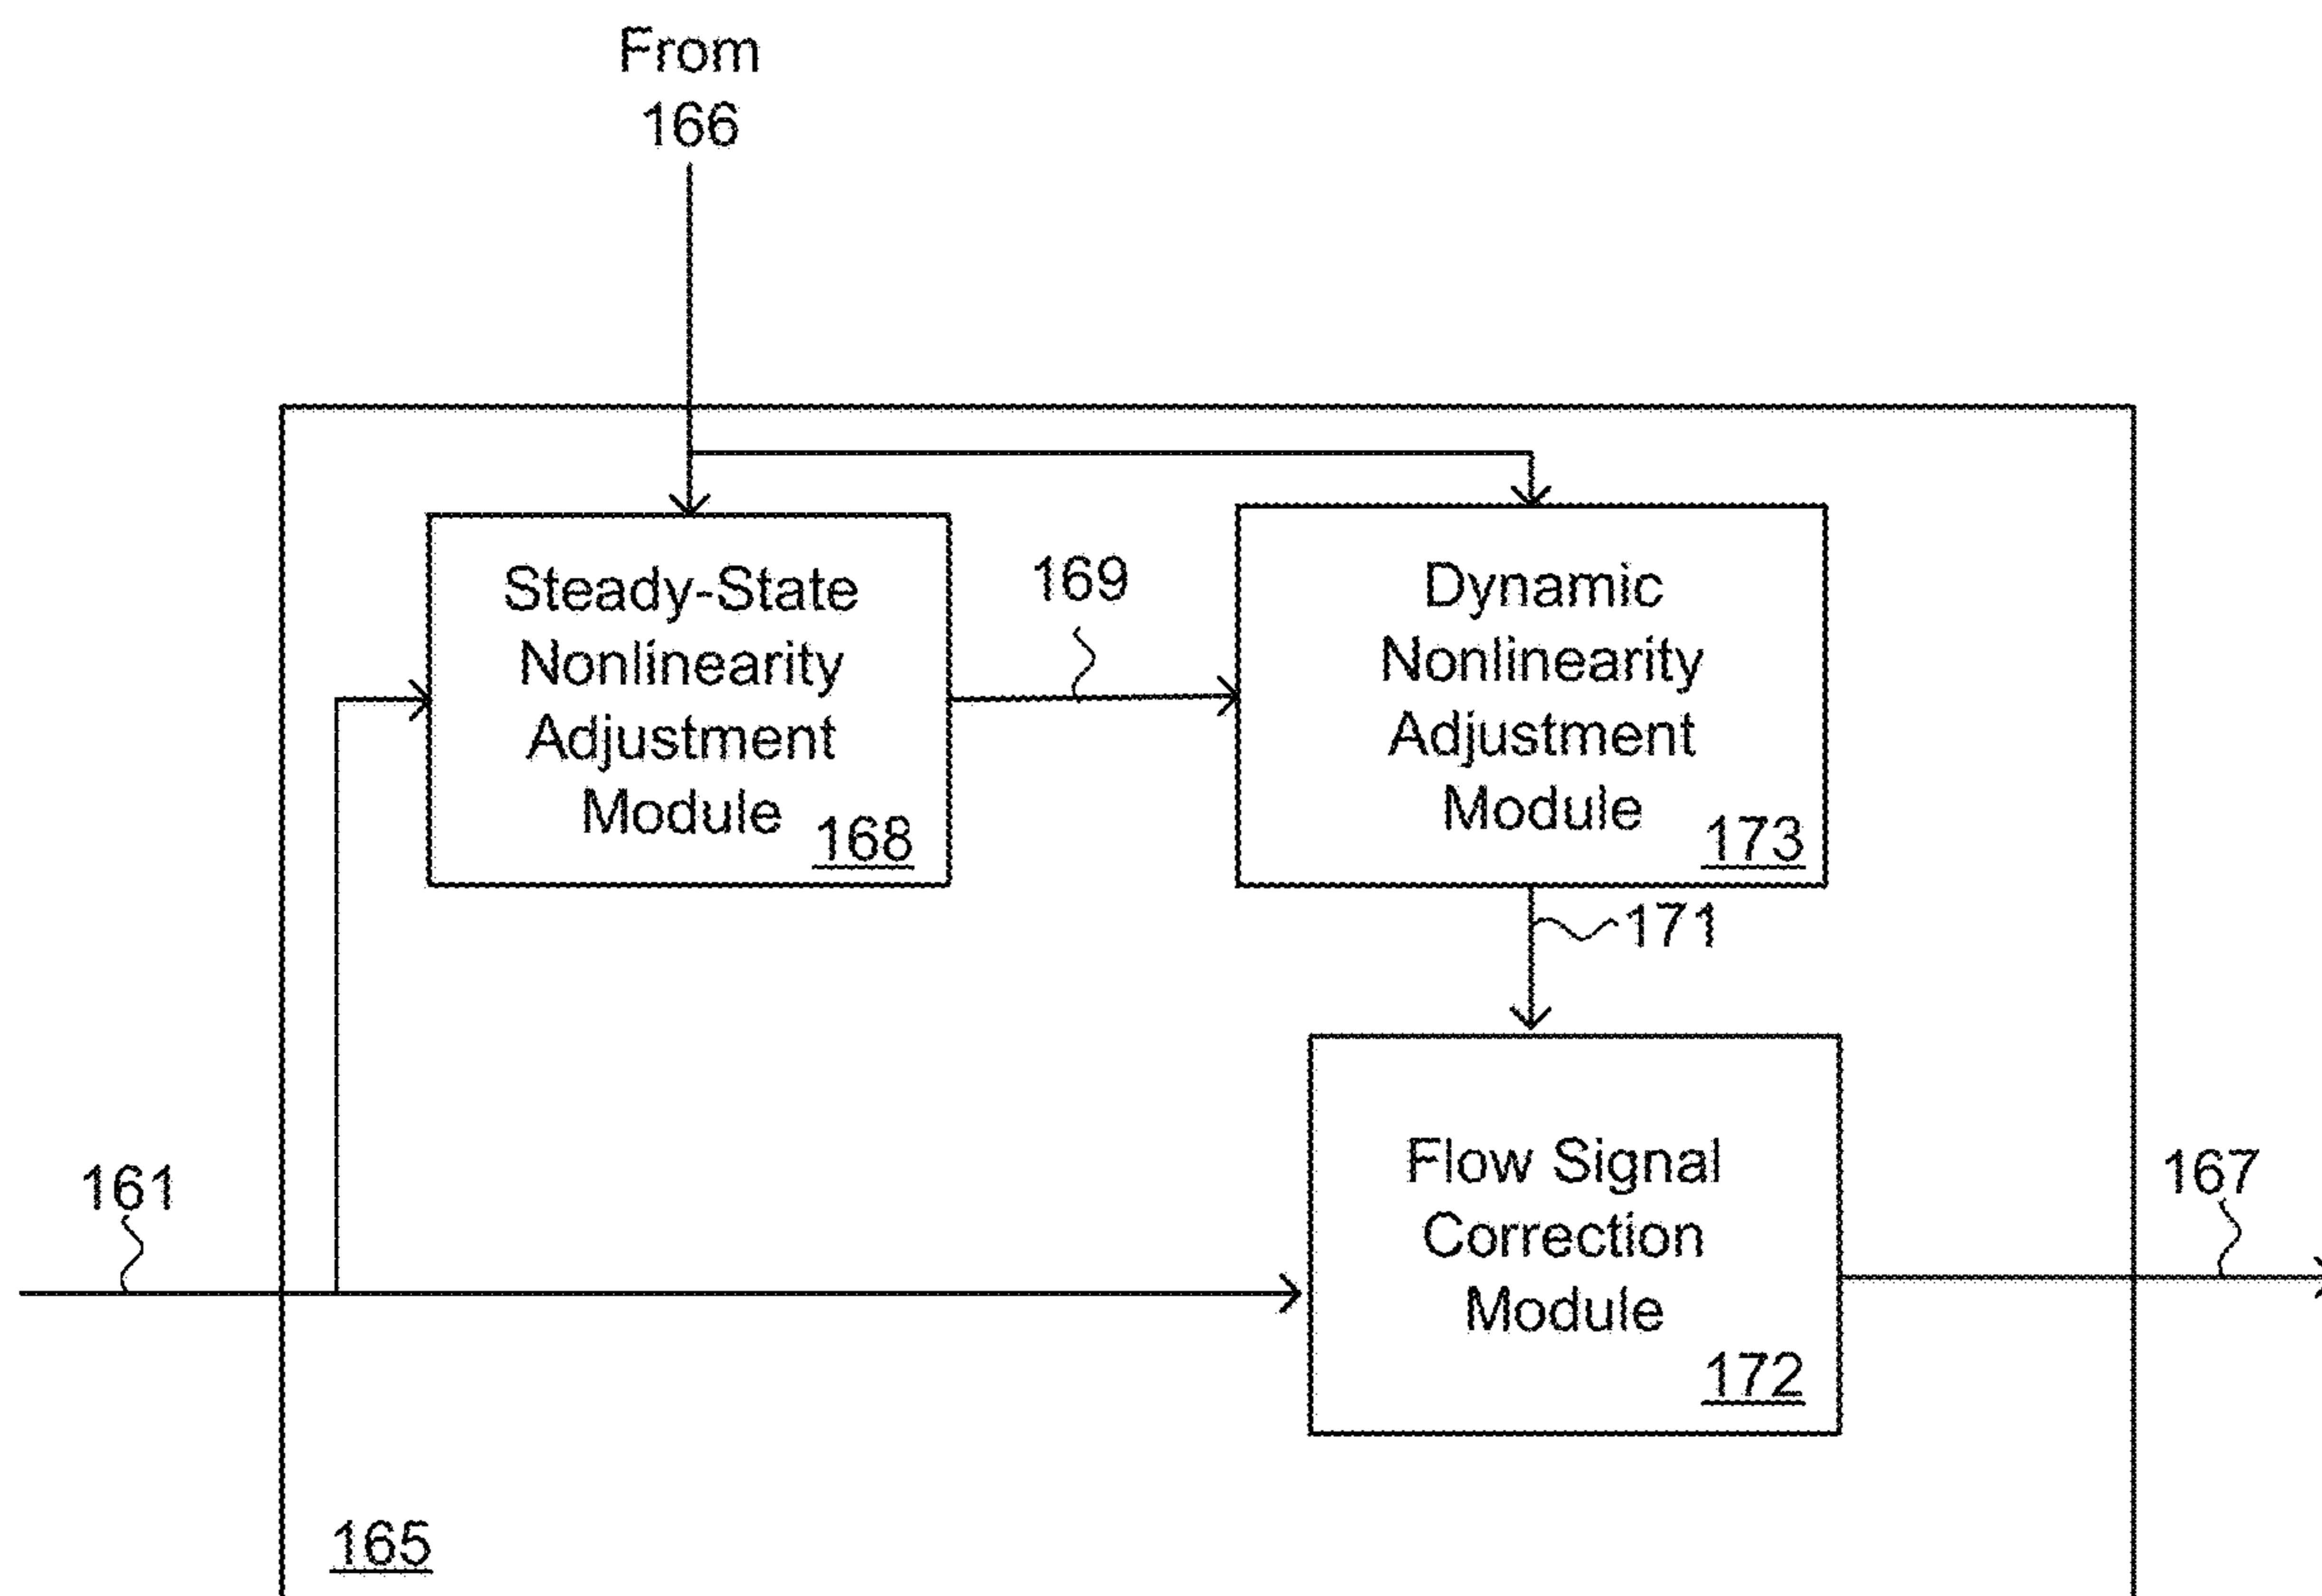 From
166
Steady-State
Nonlinearity
Adjustment
Module
168
169
Dynamic
Nonlinearity
Adjustment
Module
173
171
161
Flow Signal
Correction
Module
172
167
165